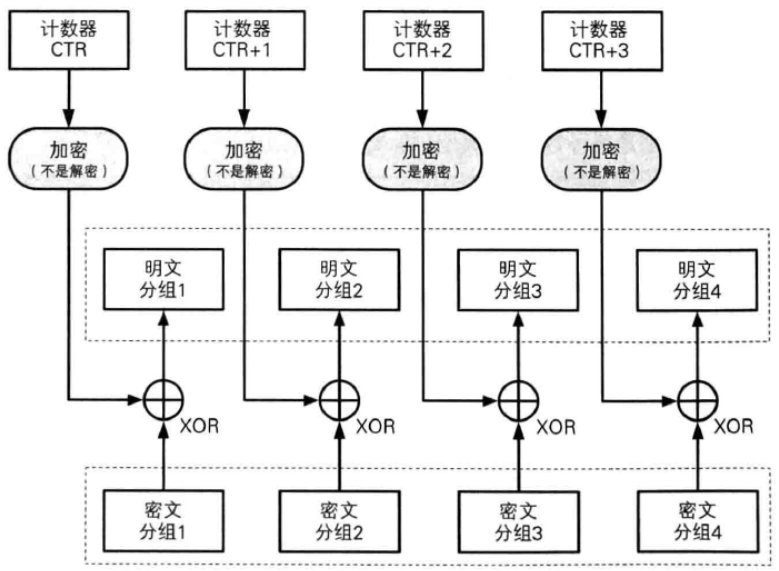 计数器
CTR
计数器
CTR+1
计数器
CTR+2
计数器
CTR+3
加密
（不是解密）
加密
（不是解密）
加密
（不是解密）
加密
（不是解密）
明文
分组1
明文
分组2
明文
分组3
明文
分组4
XOR
XOR
XOR
XOR
密文
分组1
密文
分组2
密文
分组3
密文
分组4